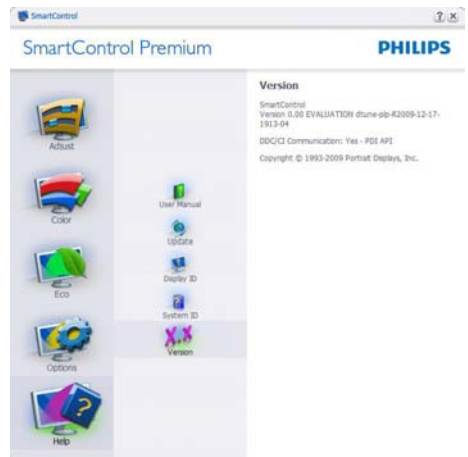 SmartControl
SmartControl Premium
PHILIPS
Adjust
Color
Eco
Options
Help
User Manual
Update
Display ID
System ID
X.X
Version
Version
SmartControl
Version 0.00 EVALUATION dtune-plp-R2009-12-17-
1913-04
DDC/CI Communication: Yes - PDI API
Copyright © 1993-2009 Portrait Displays, Inc.